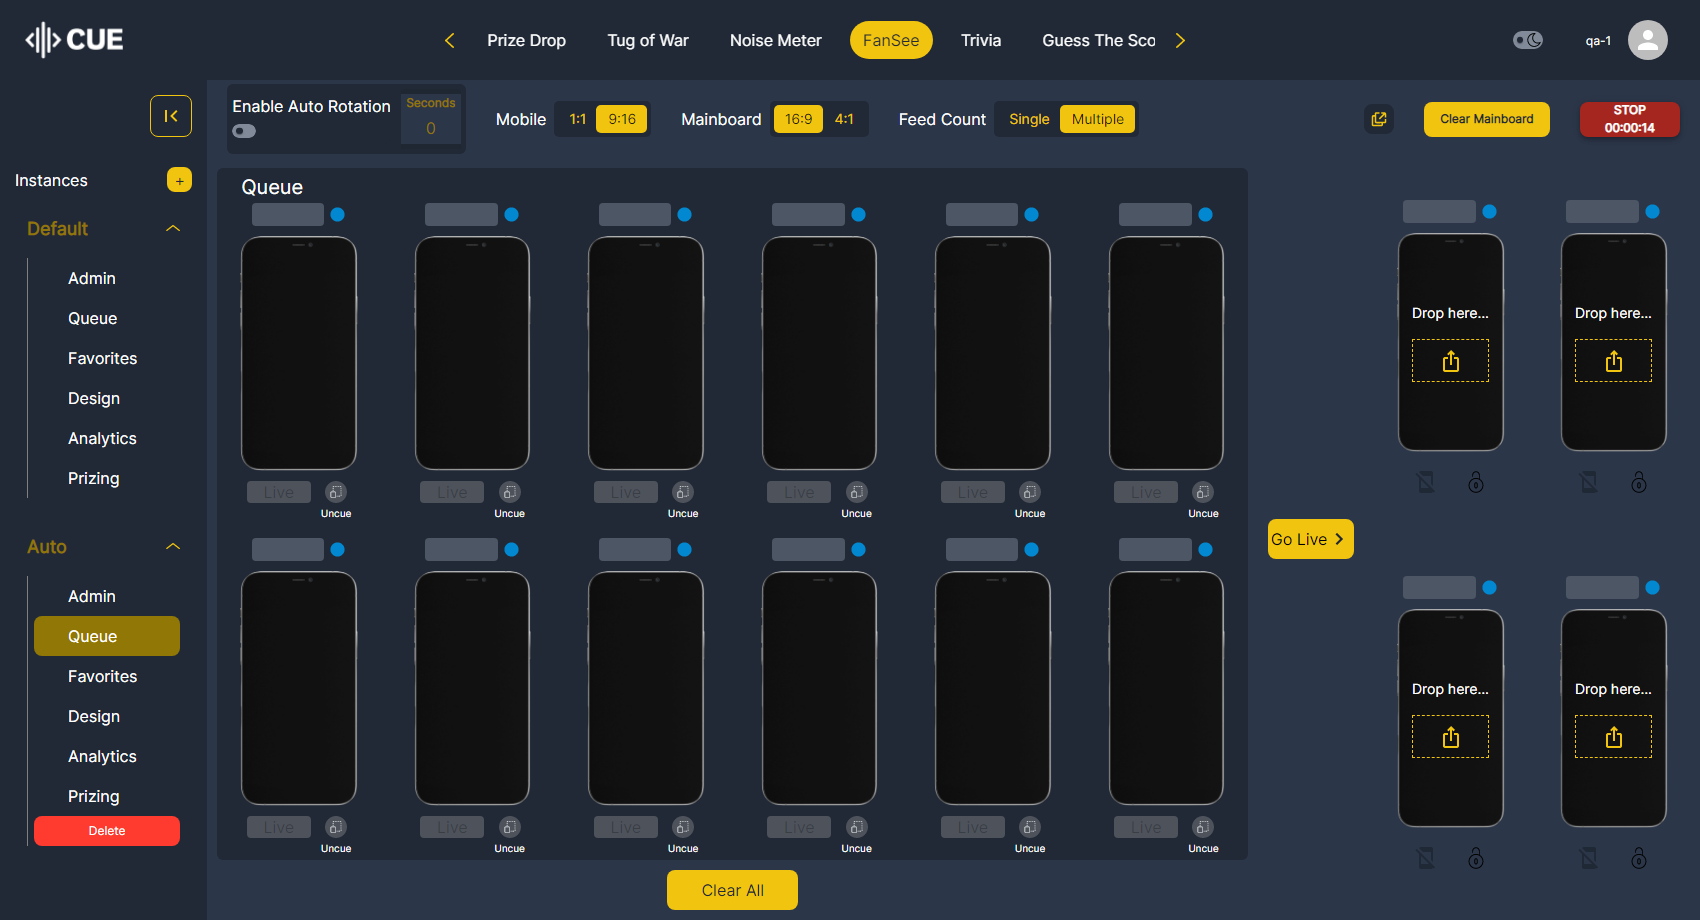 CUE
Prize Drop
Tug of War
Noise Meter
FanSee
Trivia
Guess The Sco
qa-1
Enable Auto Rotation
Seconds
0
Mobile
1:1
9:16
Mainboard
16:9
4:1
Feed Count
Single
Multiple
Clear Mainboard
STOP
00:00:14
Instances
+
Default
Admin
Queue
Favorites
Design
Analytics
Prizing
Auto
Admin
Queue
Favorites
Design
Analytics
Prizing
Delete
Queue
Live
Live
Live
Live
Live
Live
Uncue
Uncue
Uncue
Uncue
Uncue
Uncue
Live
Live
Live
Live
Live
Live
Uncue
Uncue
Uncue
Uncue
Uncue
Uncue
Clear All
Go Live
Drop here...
Drop here...
Drop here...
Drop here...